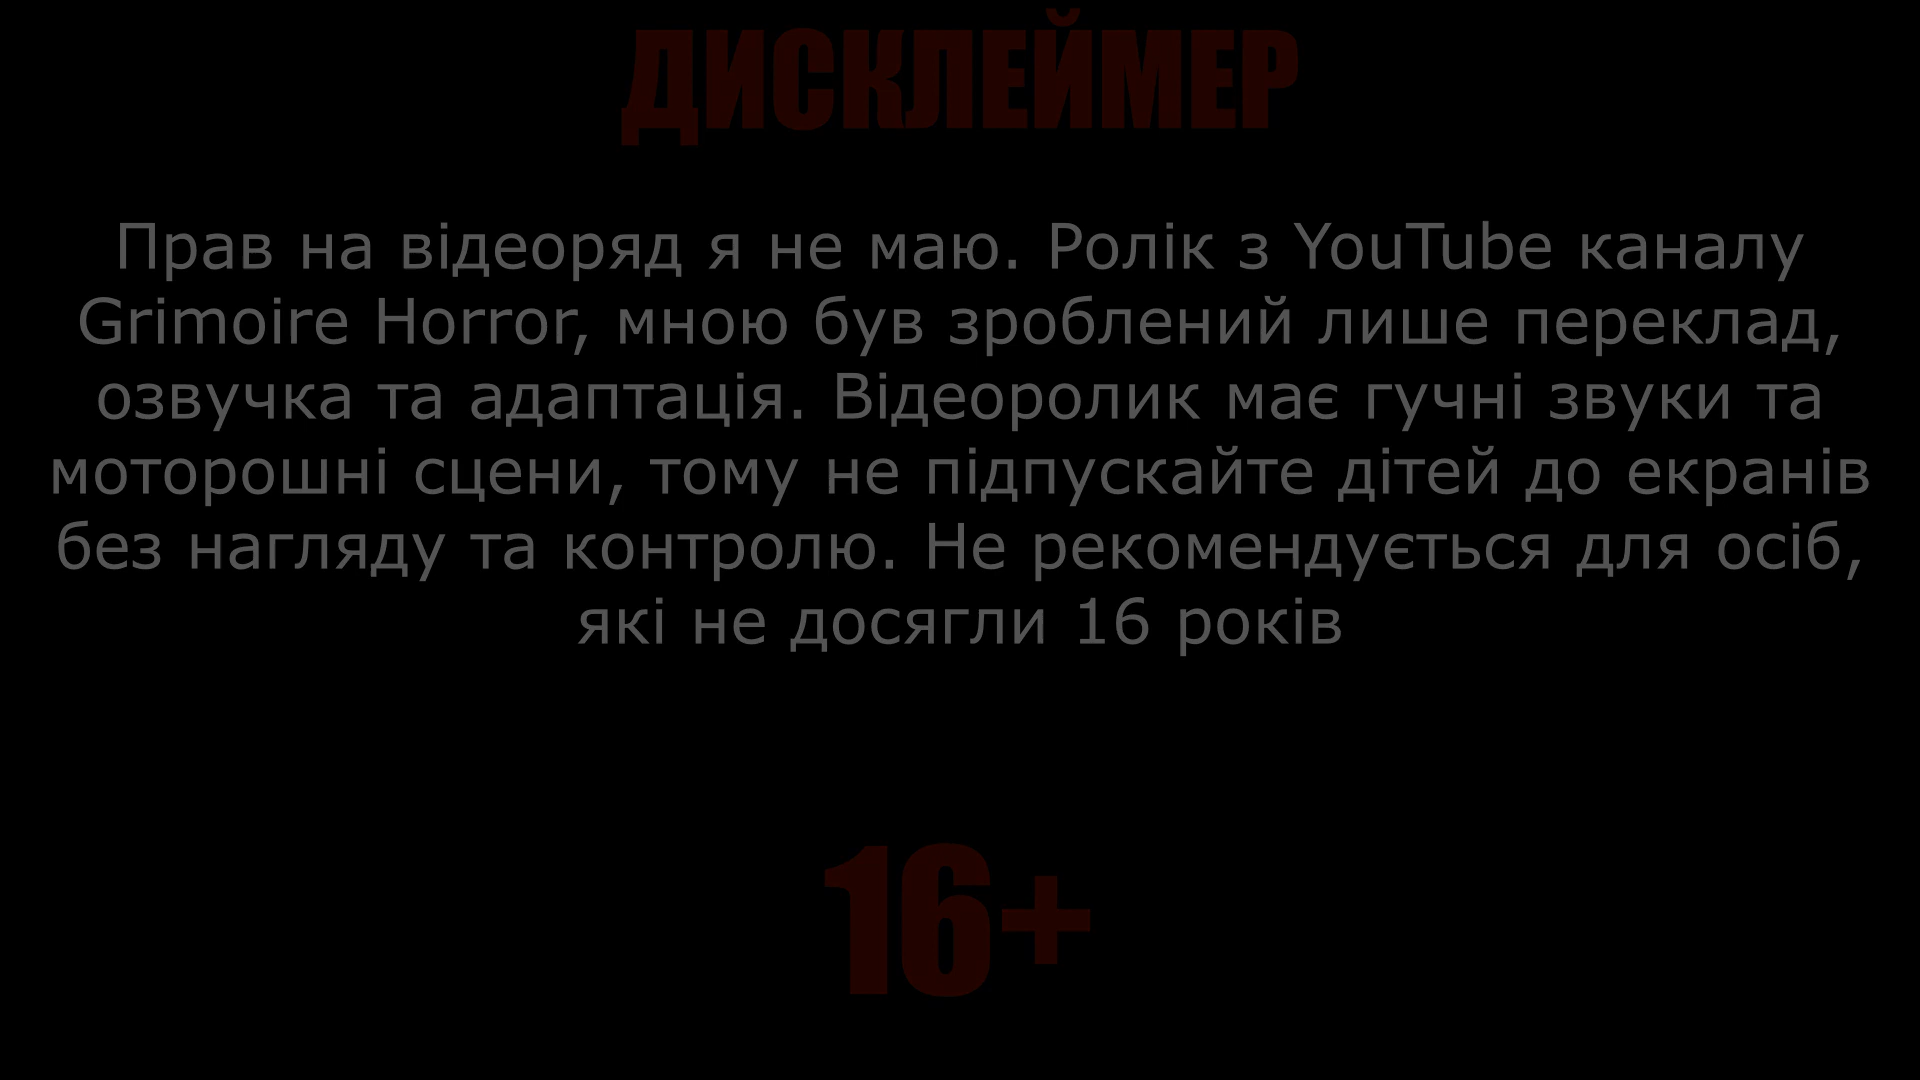 ДИСКЛЕЙМЕР
Прав на відеоряд я не маю. Ролік з YouTube каналу
Grimoire Horror, мною був зроблений лише переклад,
озвучка та адаптація. Відеоролик має гучні звуки та
моторошні сцени, тому не підпускайте дітей до екранів
без нагляду та контролю. Не рекомендується для осіб,
які не досягли 16 років
16+